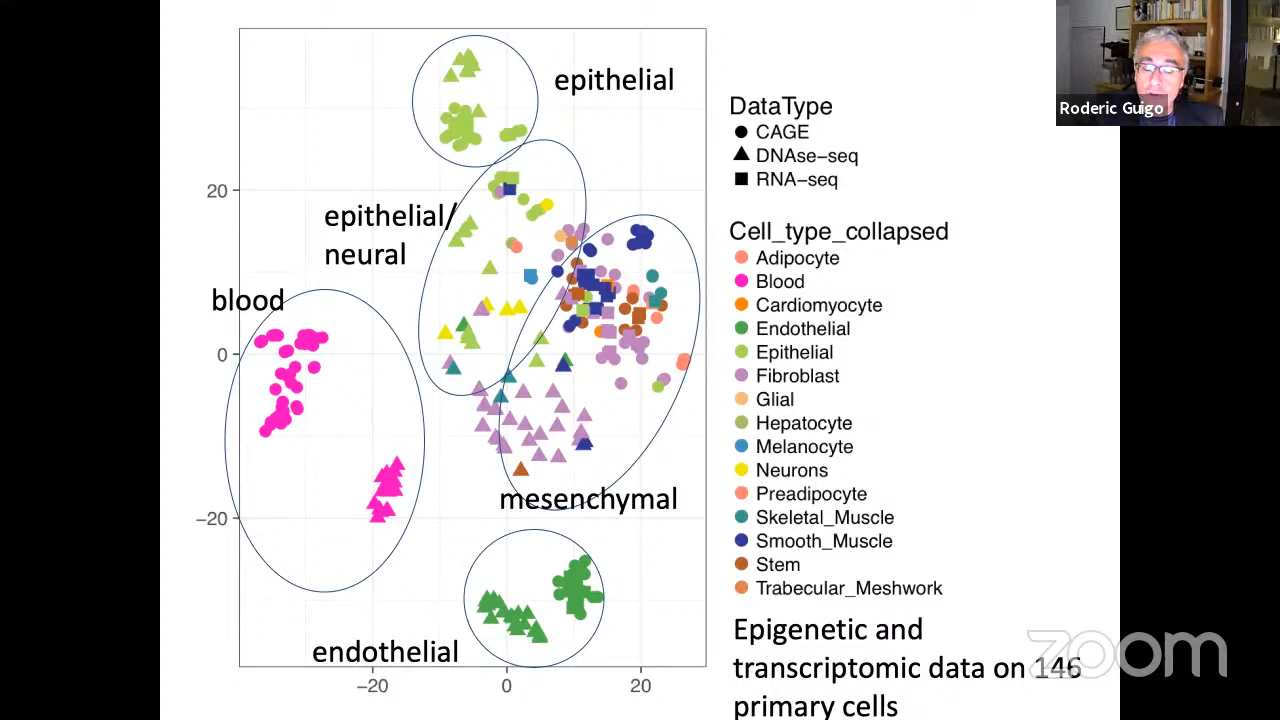 epithelial
epithelial/
neural
blood
mesenchymal
endothelial
20
0
−20
−20
0
20
DataType
CAGE
DNAse−seq
RNA−seq
Cell_type_collapsed
Adipocyte
Blood
Cardiomyocyte
Endothelial
Epithelial
Fibroblast
Glial
Hepatocyte
Melanocyte
Neurons
Preadipocyte
Skeletal_Muscle
Smooth_Muscle
Stem
Trabecular_Meshwork
Epigenetic and
transcriptomic data on 146
primary cells
Roderic Guigo
zoom